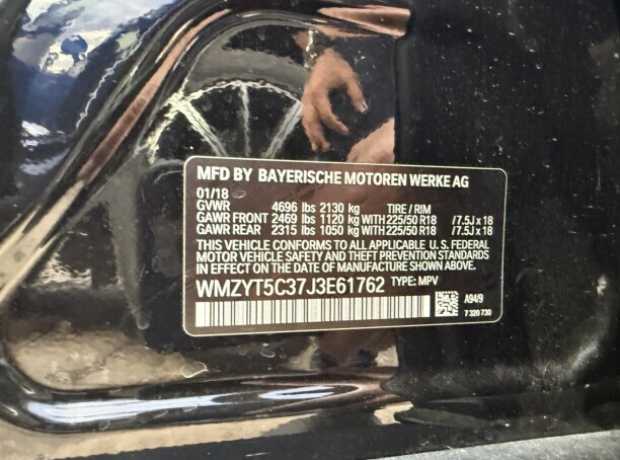 MFD BY BAYERISCHE MOTOREN WERKE AG
01/18
GVWR 4696 lbs 2130 kg TIRE / RIM
GAWR FRONT 2469 lbs 1120 kg WITH 225/50 R18 /7.5J x 18
GAWR REAR 2315 lbs 1050 kg WITH 225/50 R18 /7.5J x 18
THIS VEHICLE CONFORMS TO ALL APPLICABLE U. S. FEDERAL
MOTOR VEHICLE SAFETY AND THEFT PREVENTION STANDARDS
IN EFFECT ON THE DATE OF MANUFACTURE SHOWN ABOVE.
WMZYT5C37J3E61762 TYPE: MPV
A94/9
7 320 730